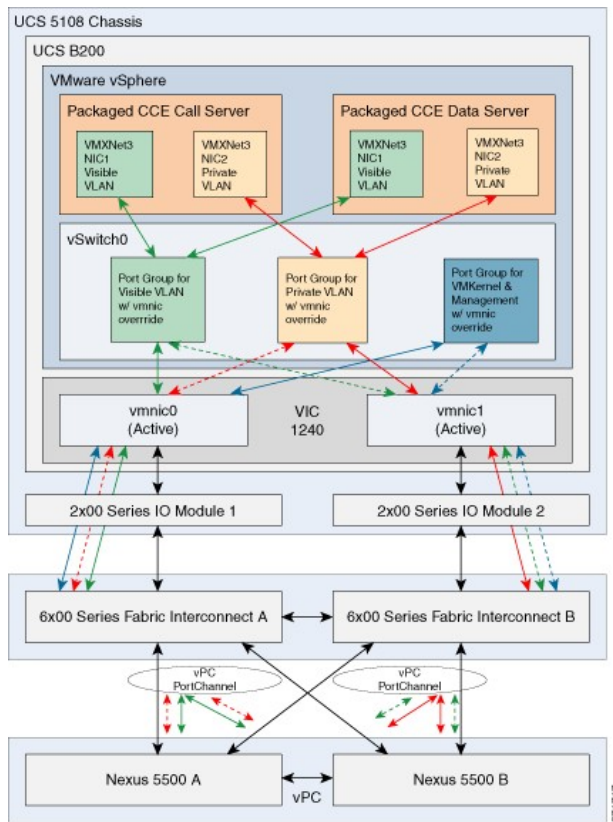 UCS 5108 Chassis
UCS B200
VMware vSphere
Packaged CCE Call Server
Packaged CCE Data Server
VMXNet3
NIC1
Visible
VLAN
VMXNet3
NIC2
Private
VLAN
VMXNet3
NIC1
Visible
VLAN
VMXNet3
NIC2
Private
VLAN
vSwitch0
Port Group for
Visible VLAN
w/ vmnic
overrride
Port Group for
Private VLAN
w/ vmnic
override
Port Group for
VMKernel &
Management
w/ vmnic
override
vmnic0
(Active)
VIC
1240
vmnic1
(Active)
2x00 Series IO Module 1
2x00 Series IO Module 2
6x00 Series Fabric Interconnect A
6x00 Series Fabric Interconnect B
vPC
PortChannel
vPC
PortChannel
Nexus 5500 A
Nexus 5500 B
vPC